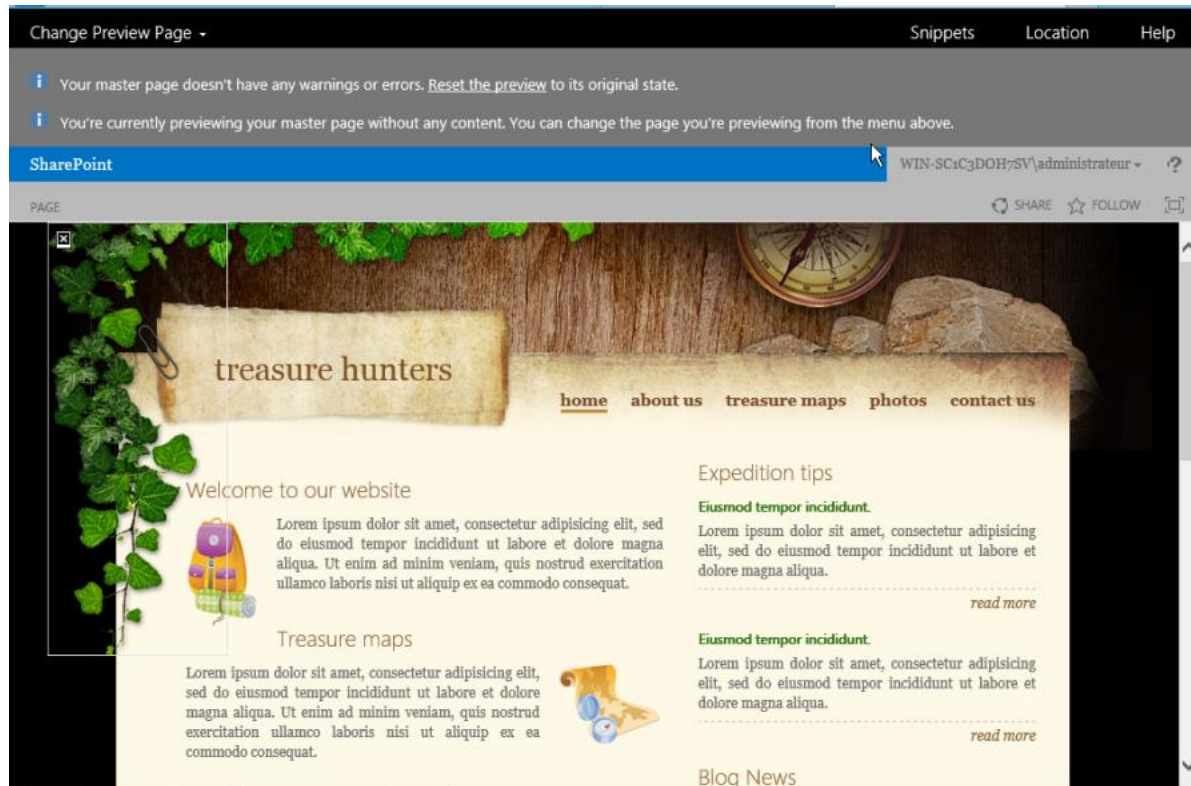 Change Preview Page
Snippets Location Help
Your master page doesn't have any warnings or errors. Reset the preview to its original state.
You're currently previewing your master page without any content. You can change the page you're previewing from the menu above.
SharePoint
WIN-SC1C3DOH7SV\administrateur
PAGE
SHARE FOLLOW
treasure hunters
home about us treasure maps photos contact us
Welcome to our website
Lorem ipsum dolor sit amet, consectetur adipisicing elit, sed
do eiusmod tempor incididunt ut labore et dolore magna
aliqua. Ut enim ad minim veniam, quis nostrud exercitation
ullamco laboris nisi ut aliquip ex ea commodo consequat.
Treasure maps
Lorem ipsum dolor sit amet, consectetur adipisicing elit,
sed do eiusmod tempor incididunt ut labore et dolore
magna aliqua. Ut enim ad minim veniam, quis nostrud
exercitation ullamco laboris nisi ut aliquip ex ea
commodo consequat.
Expedition tips
Eiusmod tempor incididunt.
Lorem ipsum dolor sit amet, consectetur adipisicing
elit, sed do eiusmod tempor incididunt ut labore et
dolore magna aliqua.
read more
Eiusmod tempor incididunt.
Lorem ipsum dolor sit amet, consectetur adipisicing
elit, sed do eiusmod tempor incididunt ut labore et
dolore magna aliqua.
read more
Blog News